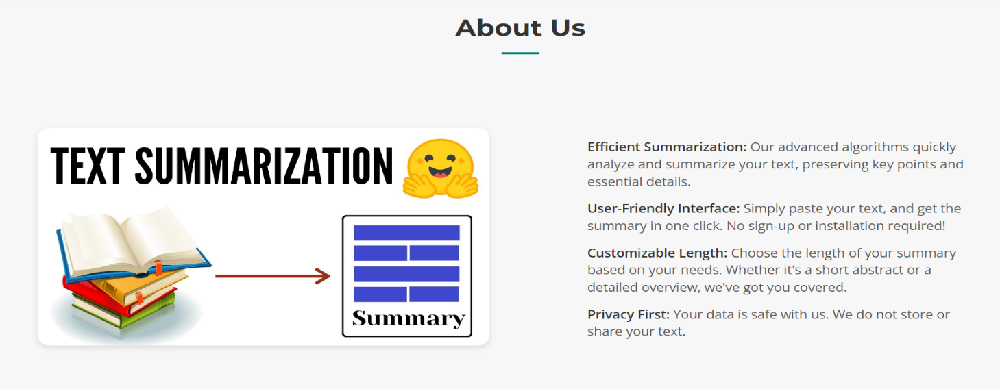 About Us
TEXT SUMMARIZATION
Summary
Efficient Summarization: Our advanced algorithms quickly
analyze and summarize your text, preserving key points and
essential details.
User-Friendly Interface: Simply paste your text, and get the
summary in one click. No sign-up or installation required!
Customizable Length: Choose the length of your summary
based on your needs. Whether it's a short abstract or a
detailed overview, we've got you covered.
Privacy First: Your data is safe with us. We do not store or
share your text.